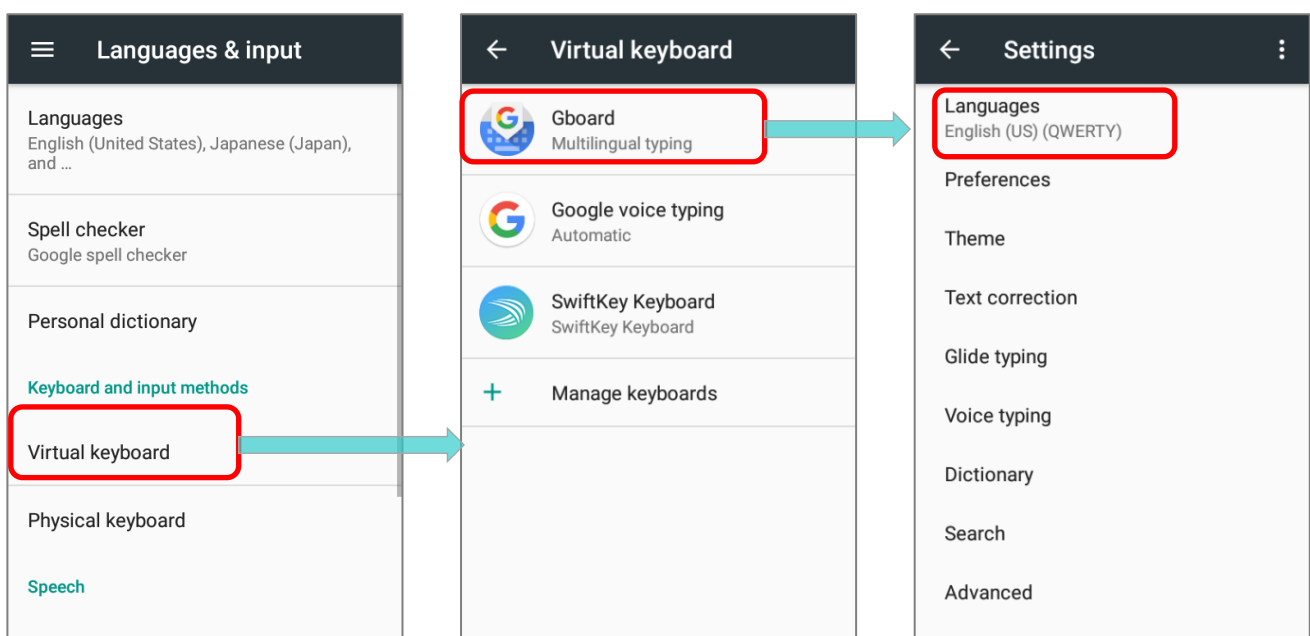 Languages & input
Languages
English (United States), Japanese (Japan),
and ...
Spell checker
Google spell checker
Personal dictionary
Keyboard and input methods
Virtual keyboard
Physical keyboard
Speech
Virtual keyboard
G
Gboard
Multilingual typing
G
Google voice typing
Automatic
SwiftKey Keyboard
SwiftKey Keyboard
+ Manage keyboards
Settings
Languages
English (US) (QWERTY)
Preferences
Theme
Text correction
Glide typing
Voice typing
Dictionary
Search
Advanced